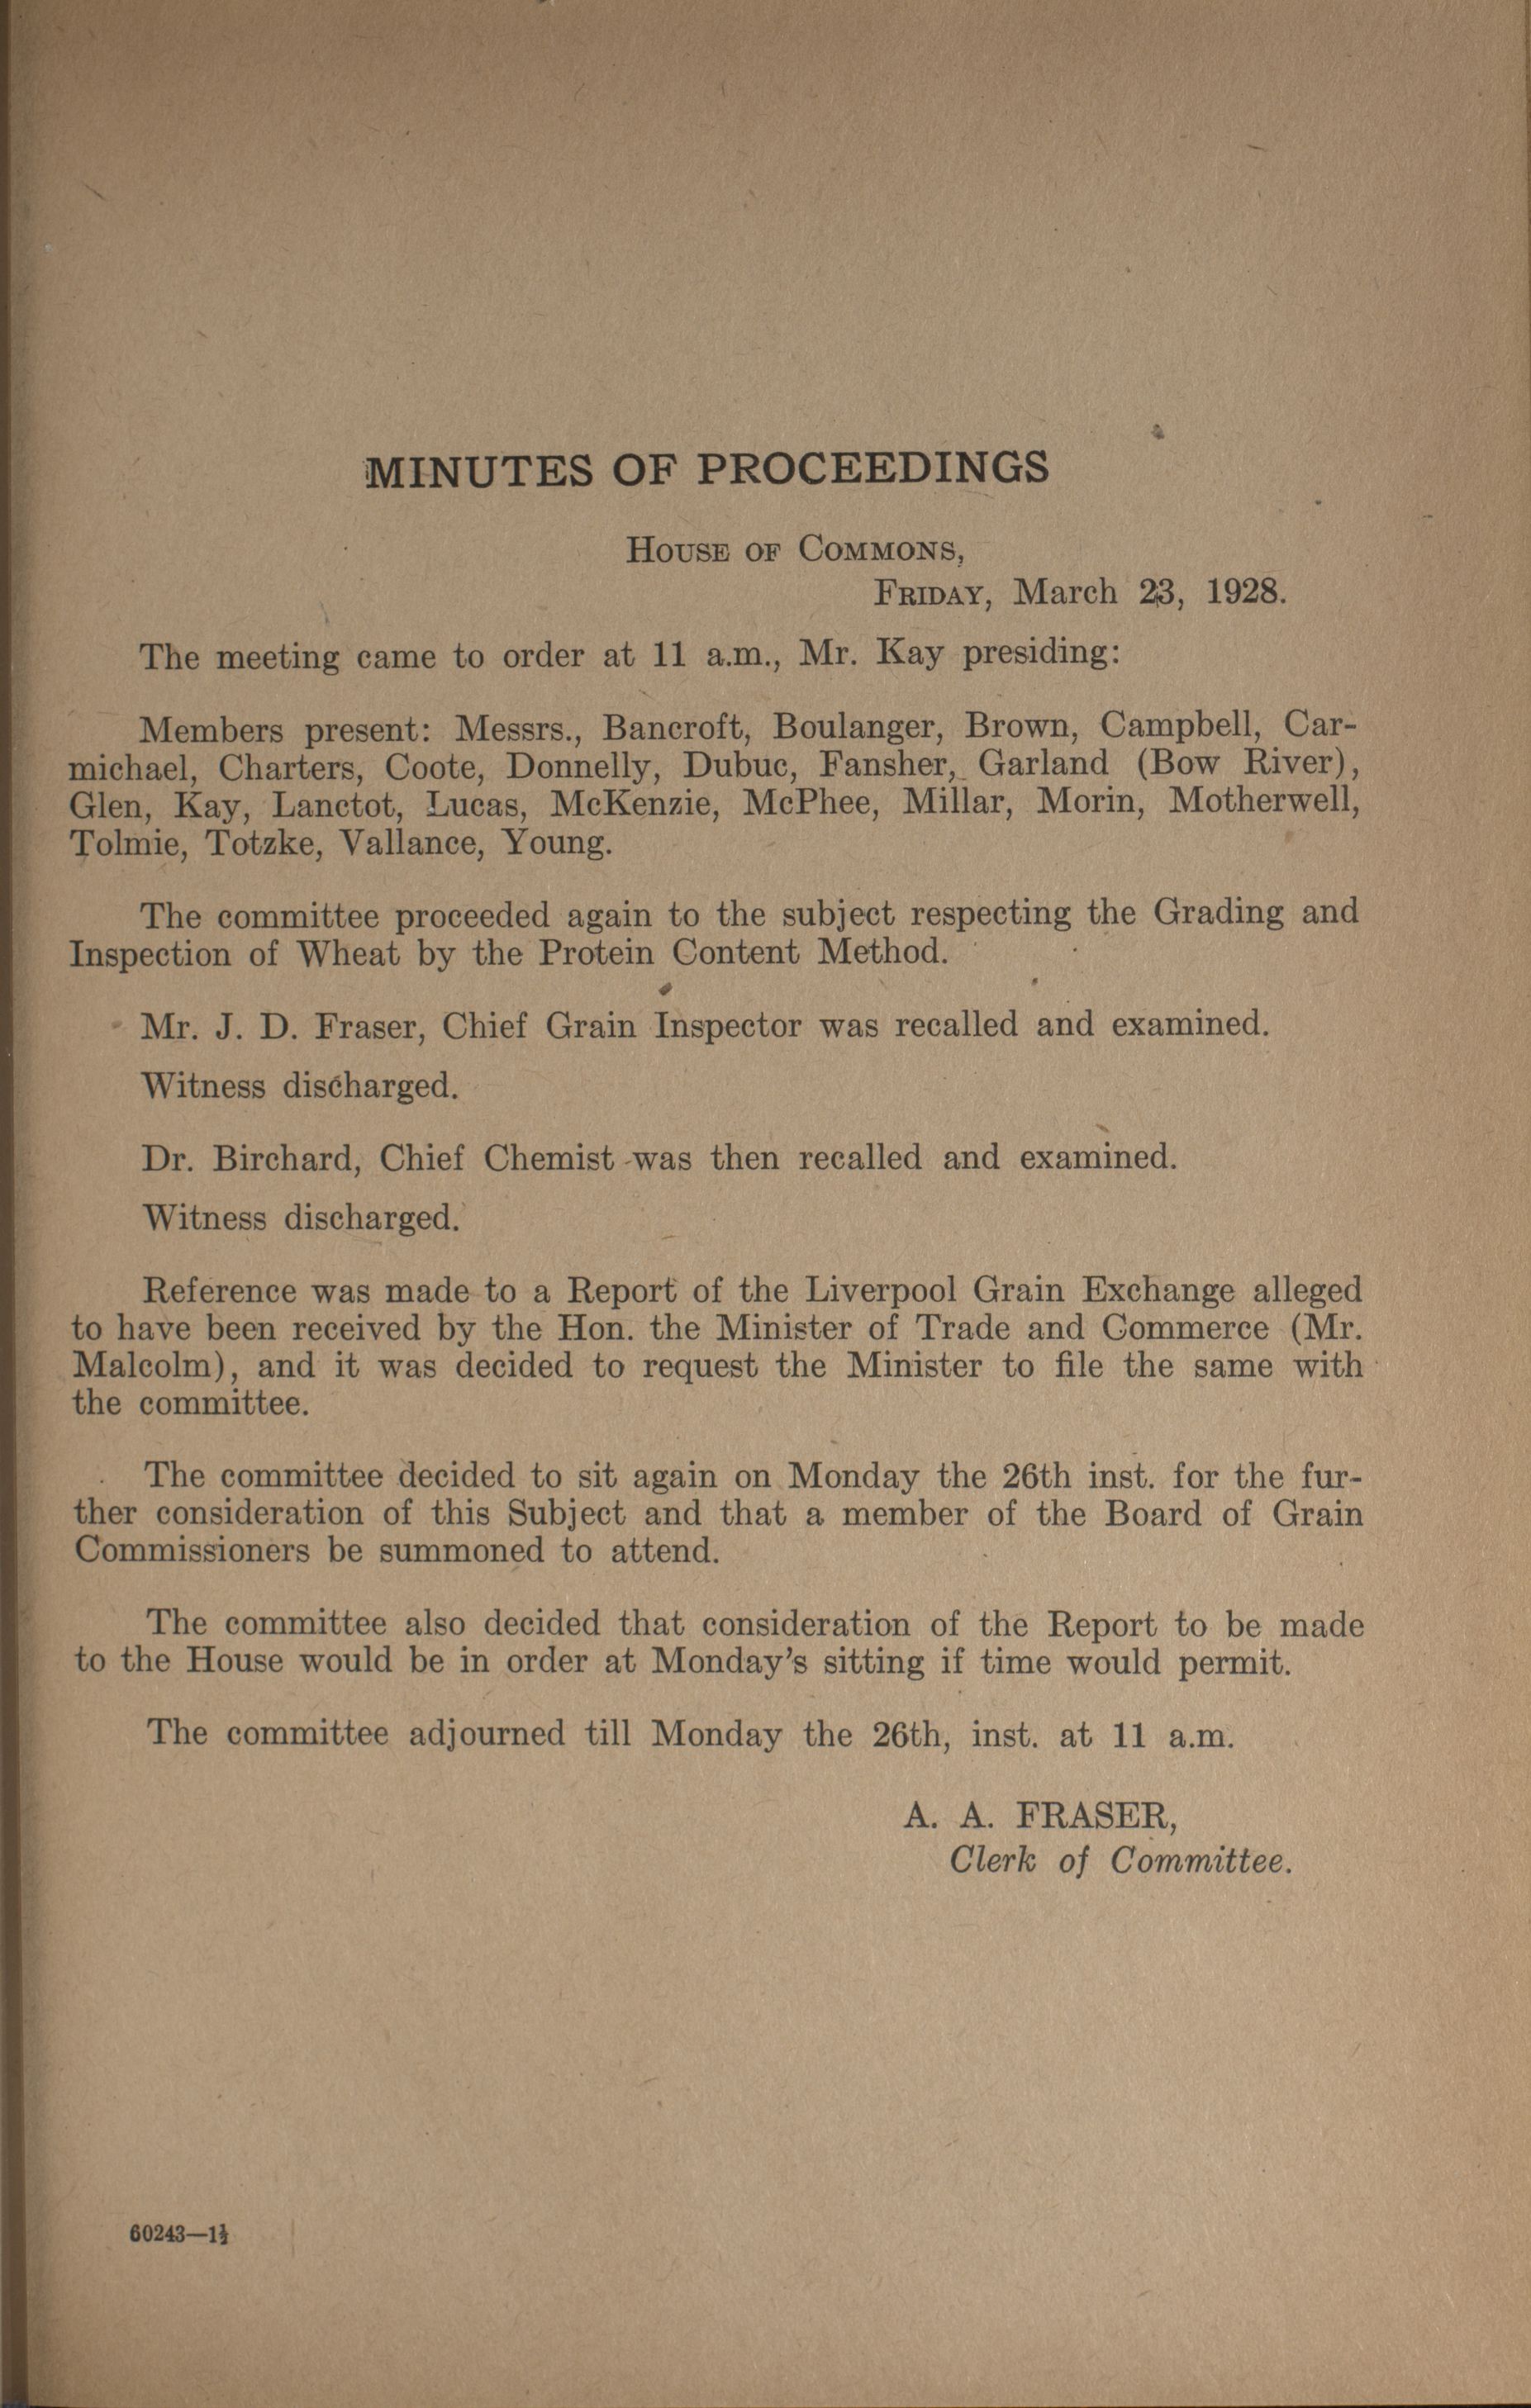 MINUTES OF PROCEEDINGS
House of Commons,
Friday, March 23, 1928.
The meeting came to order at 11 a.m., Mr. Kay presiding:
Members present: Messrs., Bancroft, Boulanger, Brown, Campbell, Car-
michael, Charters, Coote, Donnelly, Dubuc, Fansher, Garland (Bow River),
Glen, Kay, Lanctot, Lucas, McKenzie, McPhee, Millar, Morin, Motherwell,
Tolmie, Totzke, Vallance, Young.
The committee proceeded again to the subject respecting the Grading and
Inspection of Wheat by the Protein Content Method.
Mr. J. D. Fraser, Chief Grain Inspector was recalled and examined.
Witness discharged.
Dr. Birchard, Chief Chemist was then recalled and examined.
Witness discharged.
Reference was made to a Report of the Liverpool Grain Exchange alleged
to have been received by the Hon. the Minister of Trade and Commerce (Mr.
Malcolm), and it was decided to request the Minister to file the same with
the committee.
The committee decided to sit again on Monday the 26th inst. for the fur-
ther consideration of this Subject and that a member of the Board of Grain
Commissioners be summoned to attend.
The committee also decided that consideration of the Report to be made
to the House would be in order at Monday's sitting if time would permit.
The committee adjourned till Monday the 26th, inst. at 11 a.m.
A. A. FRASER,
Clerk of Committee.
60243—1½